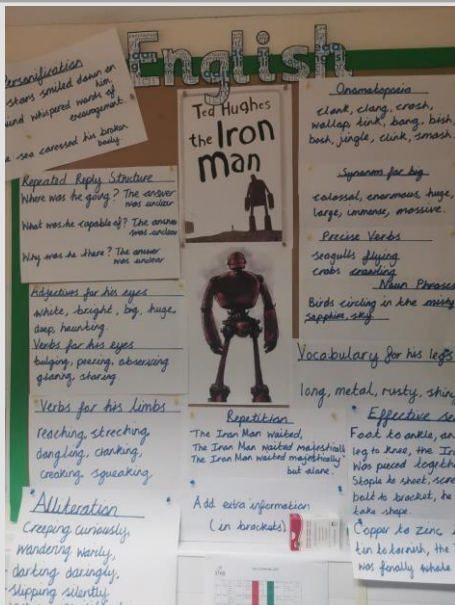 English
Personification
stars smiled down on
him
wind whispered words of
encouragement.
sea caressed his broken
body
Repeated Reply Structure
Where was he going? The answer
was unclear
What was he capable of? The answer
was unclear
Why was he there? The answer
was unclear
Adjectives for his eyes
white, bright, big, huge,
deep, haunting.
Verbs for his eyes
bulging, peering, observing
glaring, staring
Verbs for his limbs
reaching, streching,
dangling, clanking,
creaking, squeaking.
Alliteration
Creeping curiously,
wandering warily,
darting daringly,
slipping silently
Ted Hughes
the Iron
man
Repetition
The Iron Man waited,
The Iron Man waited majestically
The Iron Man waited majestically
but alone.
Add extra information
(in brackets)
Onomatopoeia
clank, clang, crash,
wallop, tink, bang, bish
bosh, jingle, clink, smash.
Synonyms for big
colossal, enormous, huge,
large, immense, massive.
Precise Verbs
seagulls flying
crabs crawling
Noun Phrases
Birds circling in the misty
sapphire sky
Vocabulary for his legs
long, metal, rusty, shiny
Effective
Foot to ankle,
leg to knee, the
was pieced
bolt to bracket, he
take shape.
Copper to zinc
tin to tarnish, the
was finally whole